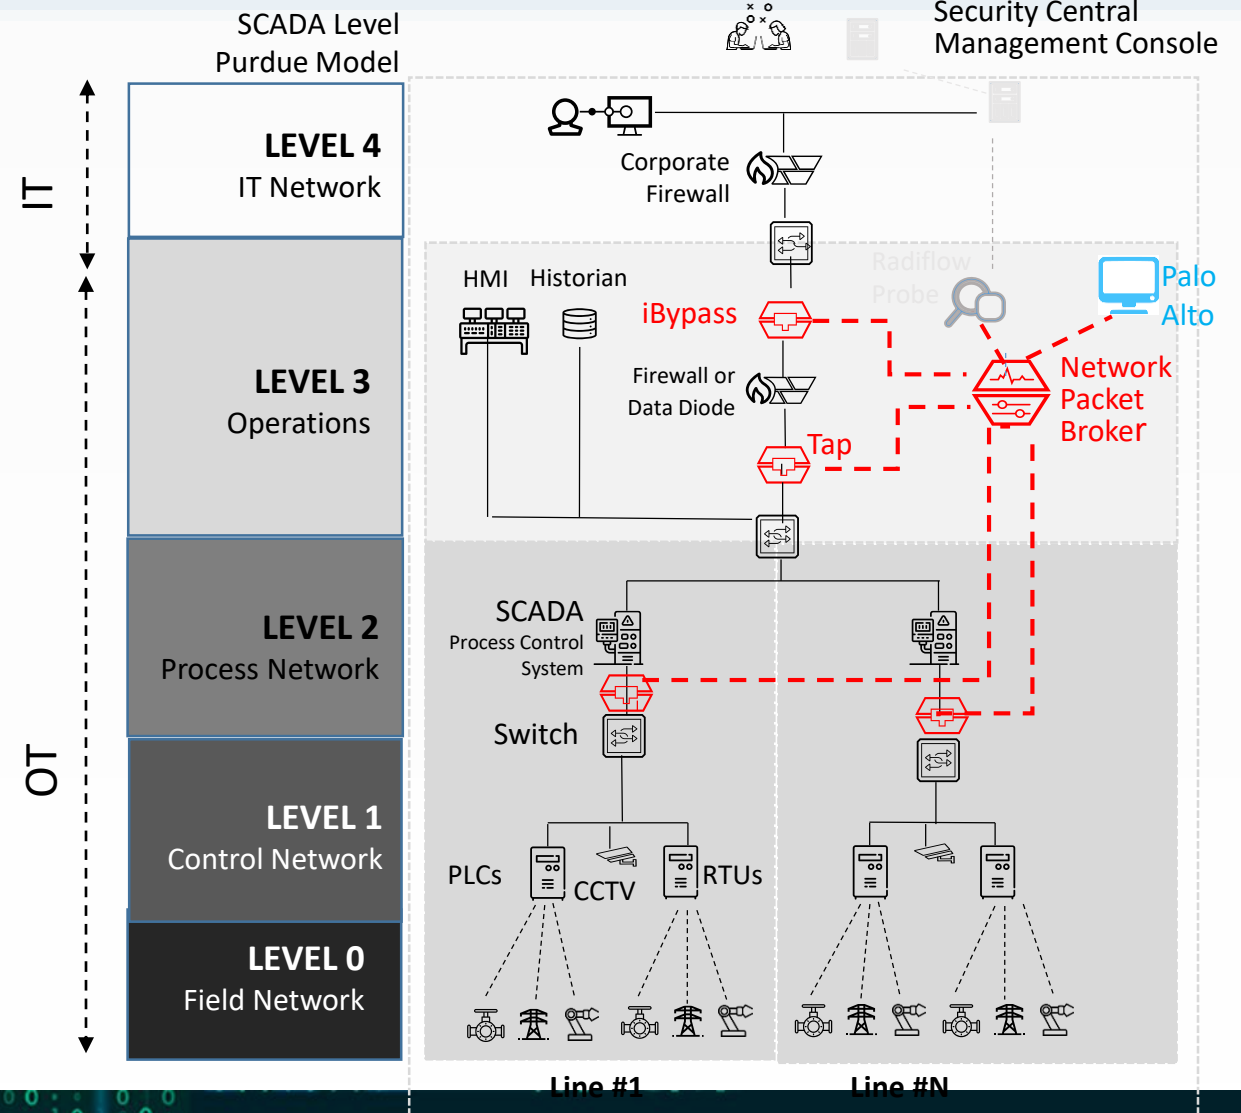 SCADA Level
Purdue Model
Security Central
Management Console
IT
OT
LEVEL 4
IT Network
LEVEL 3
Operations
LEVEL 2
Process Network
LEVEL 1
Control Network
LEVEL 0
Field Network
Corporate
Firewall
HMI
Historian
iBypass
Radiflow
Probe
Palo
Alto
Firewall or
Data Diode
Tap
Network
Packet
Broker
SCADA
Process Control
System
Switch
PLCs
CCTV
RTUs
Line #1
Line #N